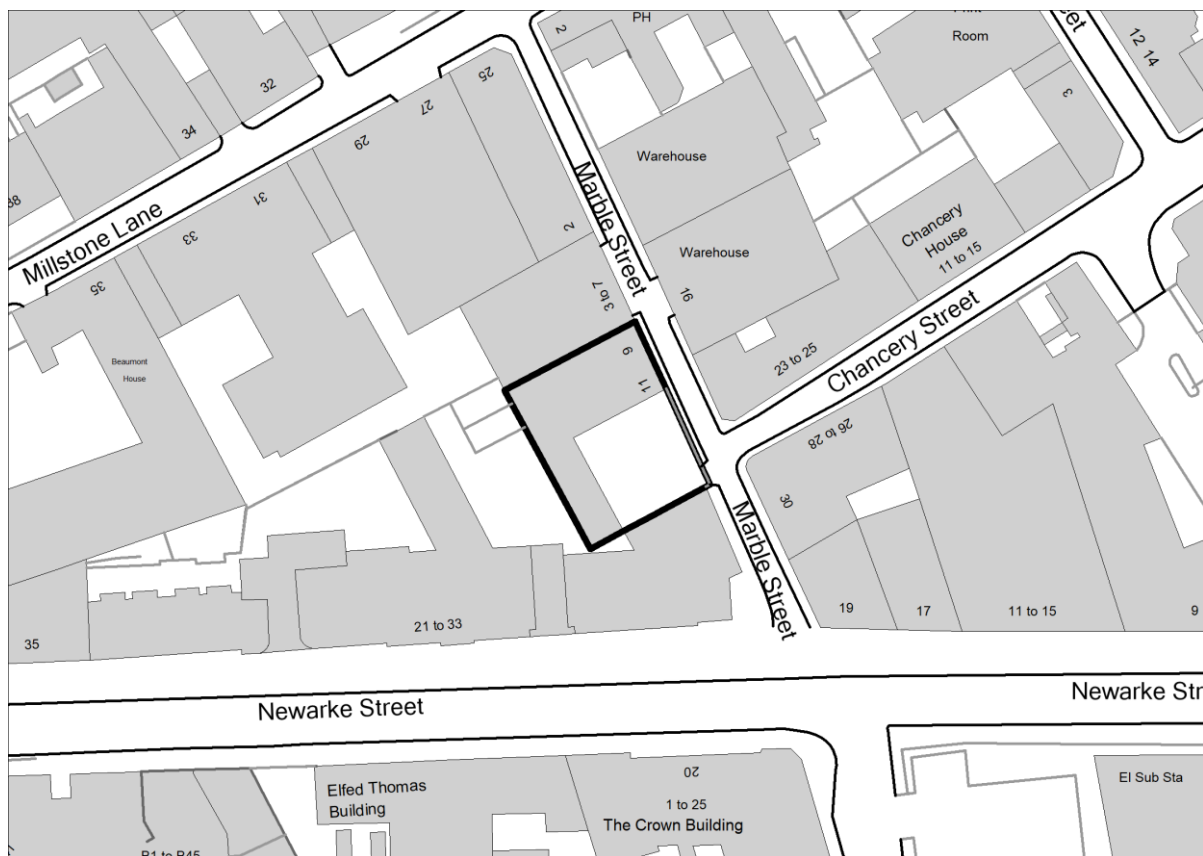 2
PH
Room
12 14
32
25
27
29
34
3
Warehouse
Marble Street
31
33
Millstone Lane
2
Warehouse
Chancery
House
11 to 15
35
3 to 7
16
Chancery Street
Beaumont
House
9
11
23 to 25
26 to 28
30
Marble Street
35
21 to 33
19
17
11 to 15
9
Newarke Street
Newarke Str
Elfed Thomas
Building
20
1 to 25
The Crown Building
El Sub Sta